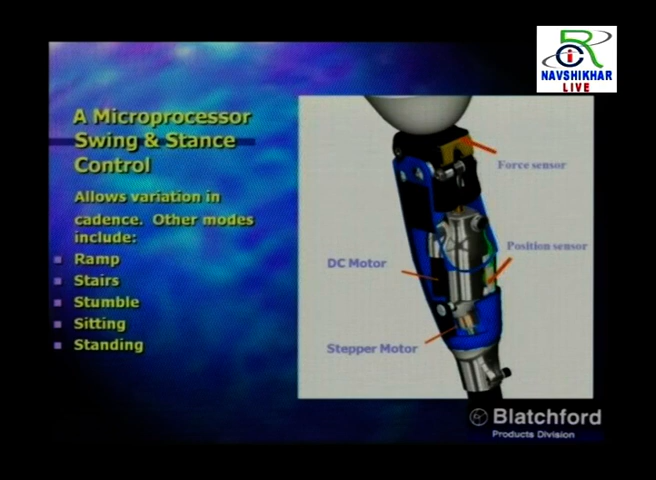 NAVSHIKHAR
LIVE
A Microprocessor
Swing & Stance
Control
Allows variation in
cadence. Other modes
include:
Ramp
Stairs
Stumble
Sitting
Standing
Force sensor
Position sensor
DC Motor
Stepper Motor
Blatchford
Products Division